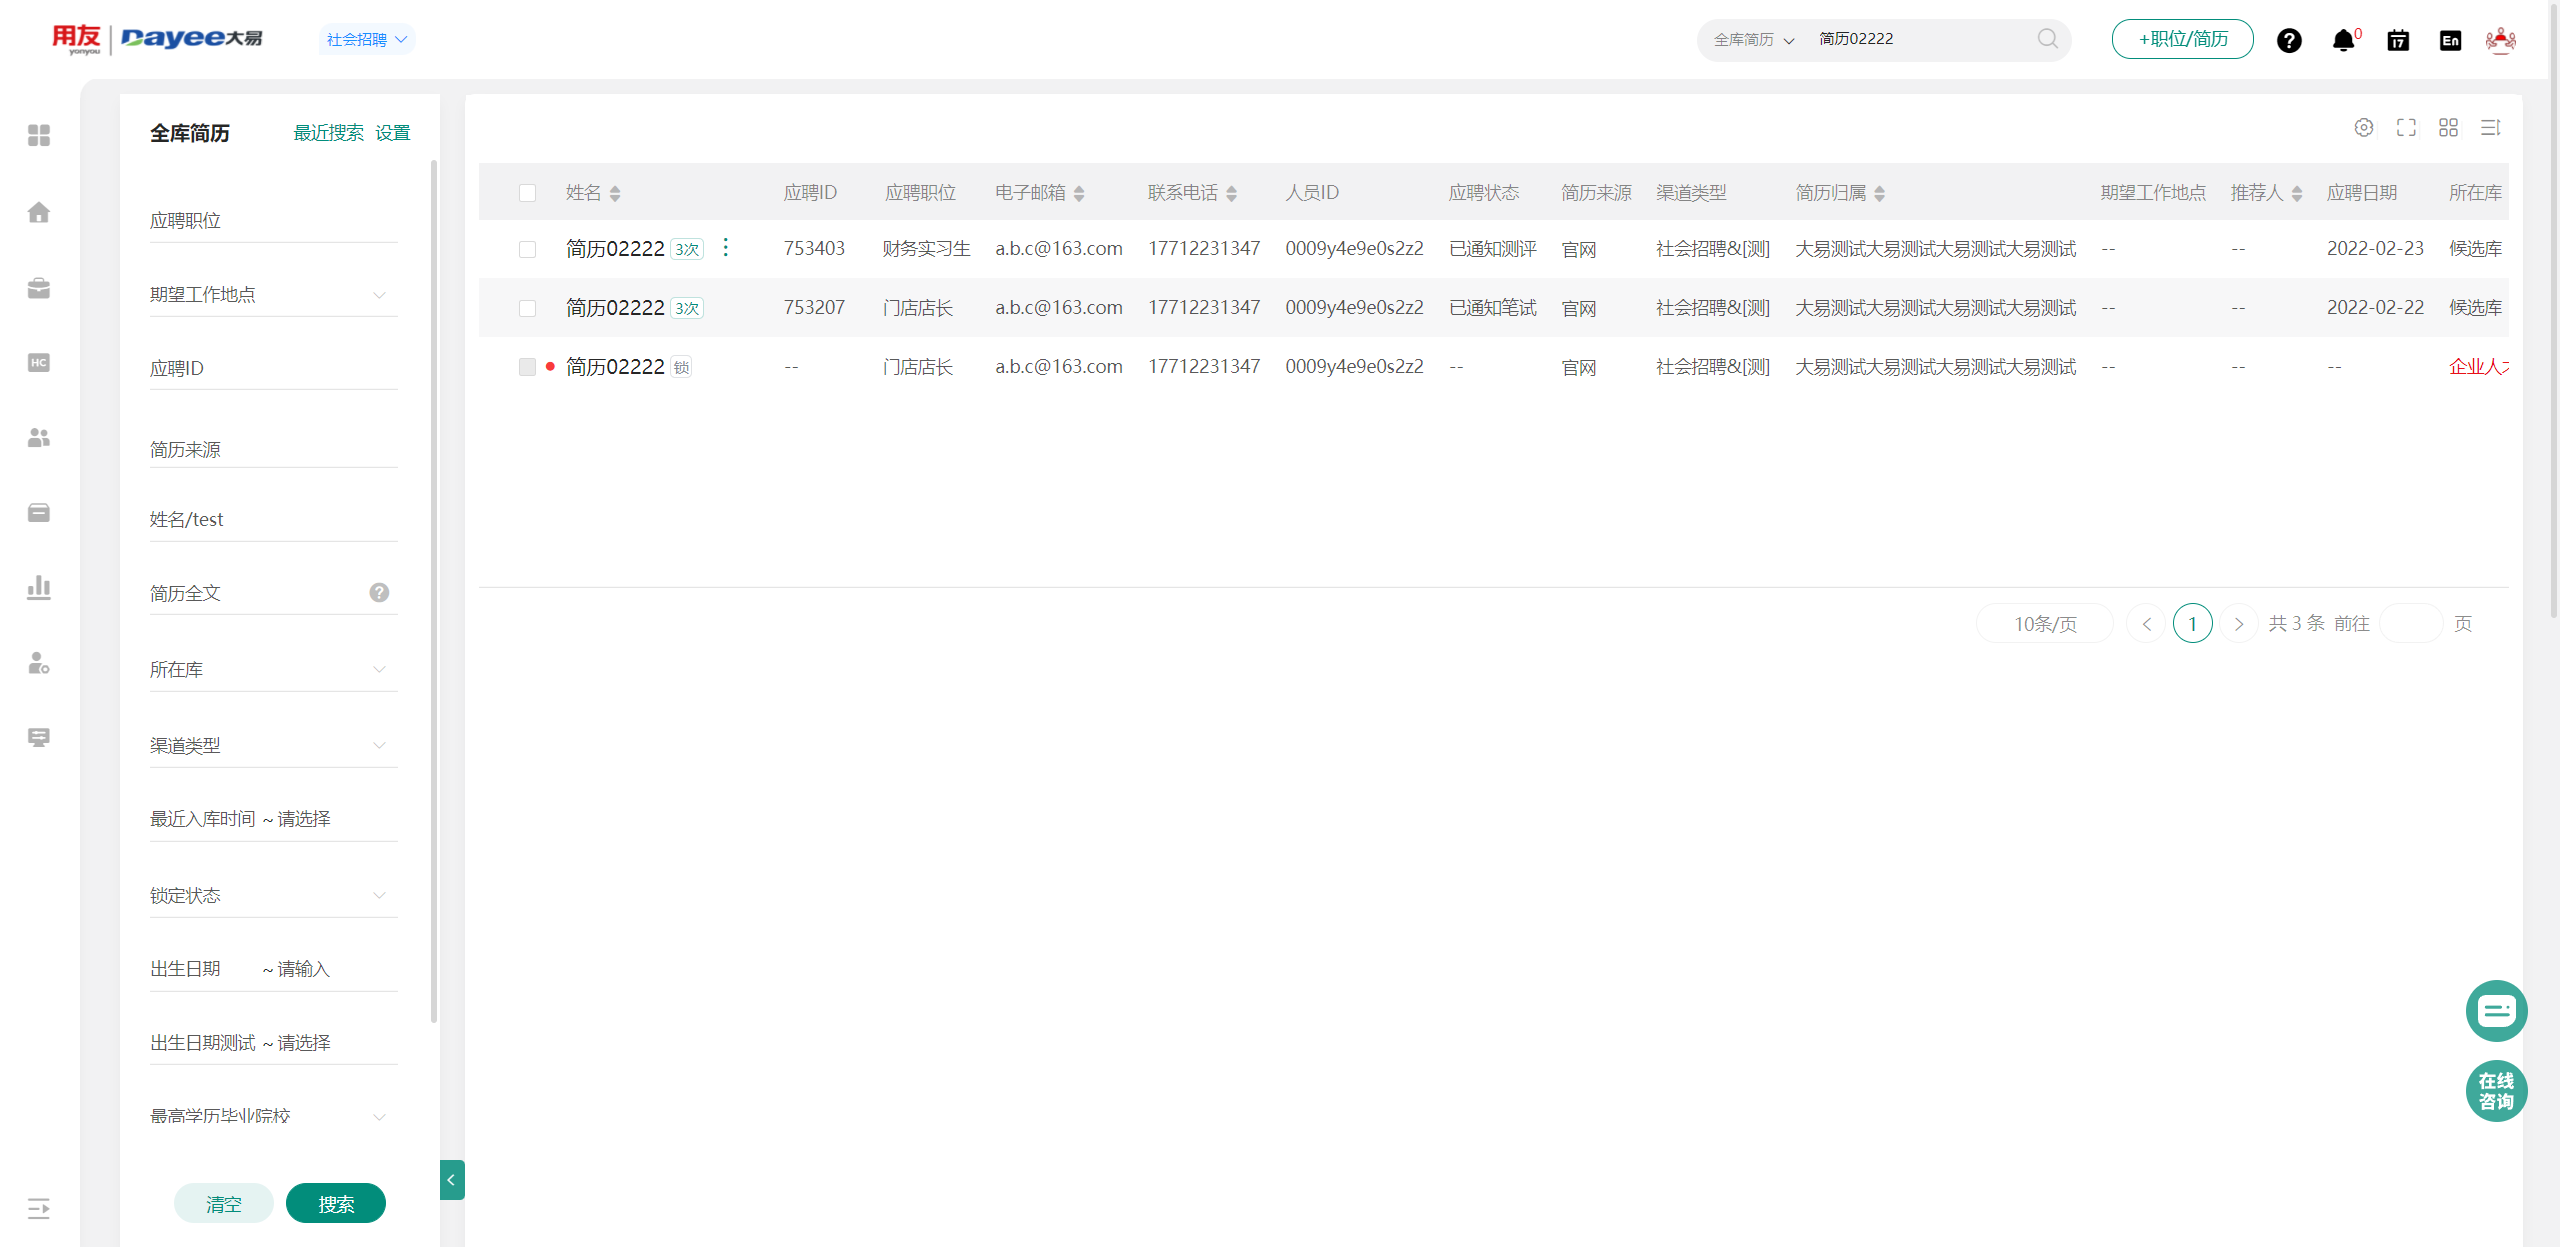 用友 yonyou Dayee大易 社会招聘
全库简历 简历02222 +职位/简历 ? 0 17 En
全库简历 最近搜索 设置
应聘职位
期望工作地点
应聘ID
HC
简历来源
姓名/test
简历全文 ?
所在库
渠道类型
最近入库时间 ~ 请选择
锁定状态
出生日期 ~ 请输入
出生日期测试 ~ 请选择
最高学历毕业院校
清空 搜索
姓名 应聘ID 应聘职位 电子邮箱 联系电话 人员ID 应聘状态 简历来源 渠道类型 简历归属 期望工作地点 推荐人 应聘日期 所在库
简历02222 3次 753403 财务实习生 a.b.c@163.com 17712231347 0009y4e9e0s2z2 已通知测评 官网 社会招聘&[测] 大易测试大易测试大易测试大易测试 -- -- 2022-02-23 候选库
简历02222 3次 753207 门店店长 a.b.c@163.com 17712231347 0009y4e9e0s2z2 已通知笔试 官网 社会招聘&[测] 大易测试大易测试大易测试大易测试 -- -- 2022-02-22 候选库
简历02222 锁 -- 门店店长 a.b.c@163.com 17712231347 0009y4e9e0s2z2 -- 官网 社会招聘&[测] 大易测试大易测试大易测试大易测试 -- -- -- 企业人
10条/页 1 共 3 条 前往 页
在线
咨询